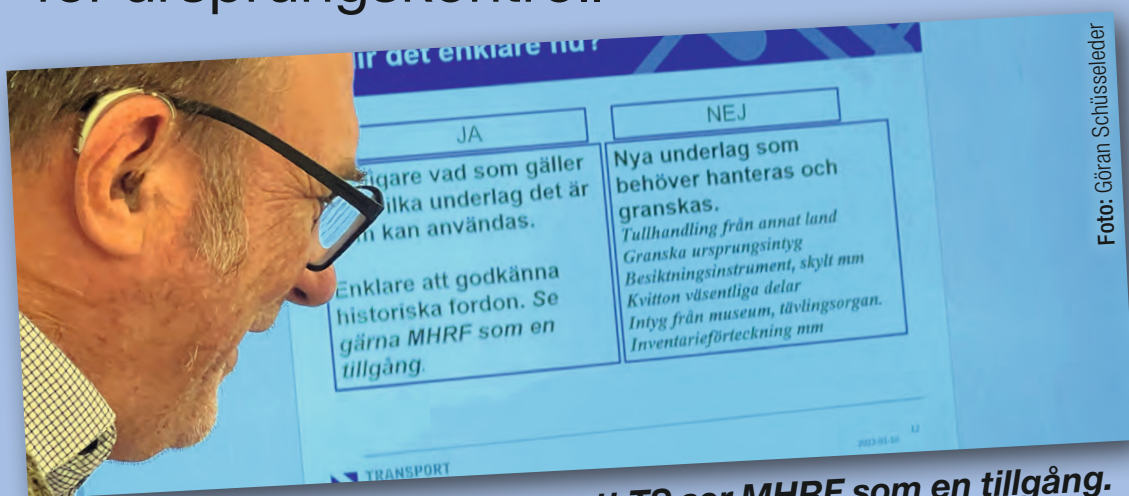 för ursprungskontroll
det enklare nu?
JA
vad som gäller
underlag det är
kan användas.
Enklare att godkänna
historiska fordon. Se
gärna MHRF som en
tillgång.
NEJ
Nya underlag som
behöver hanteras och
granskas.
Tullhandling från annat land
Granska ursprungsintyg
Besiktningsinstrument, skylt mm
Kvitton väsentliga delar
Intyg från museum, tävlingsorgan.
Inventarieförteckning mm
12
TRANSPORT
Foto: Göran Schüsseleder
TS ser MHRF som en tillgång.